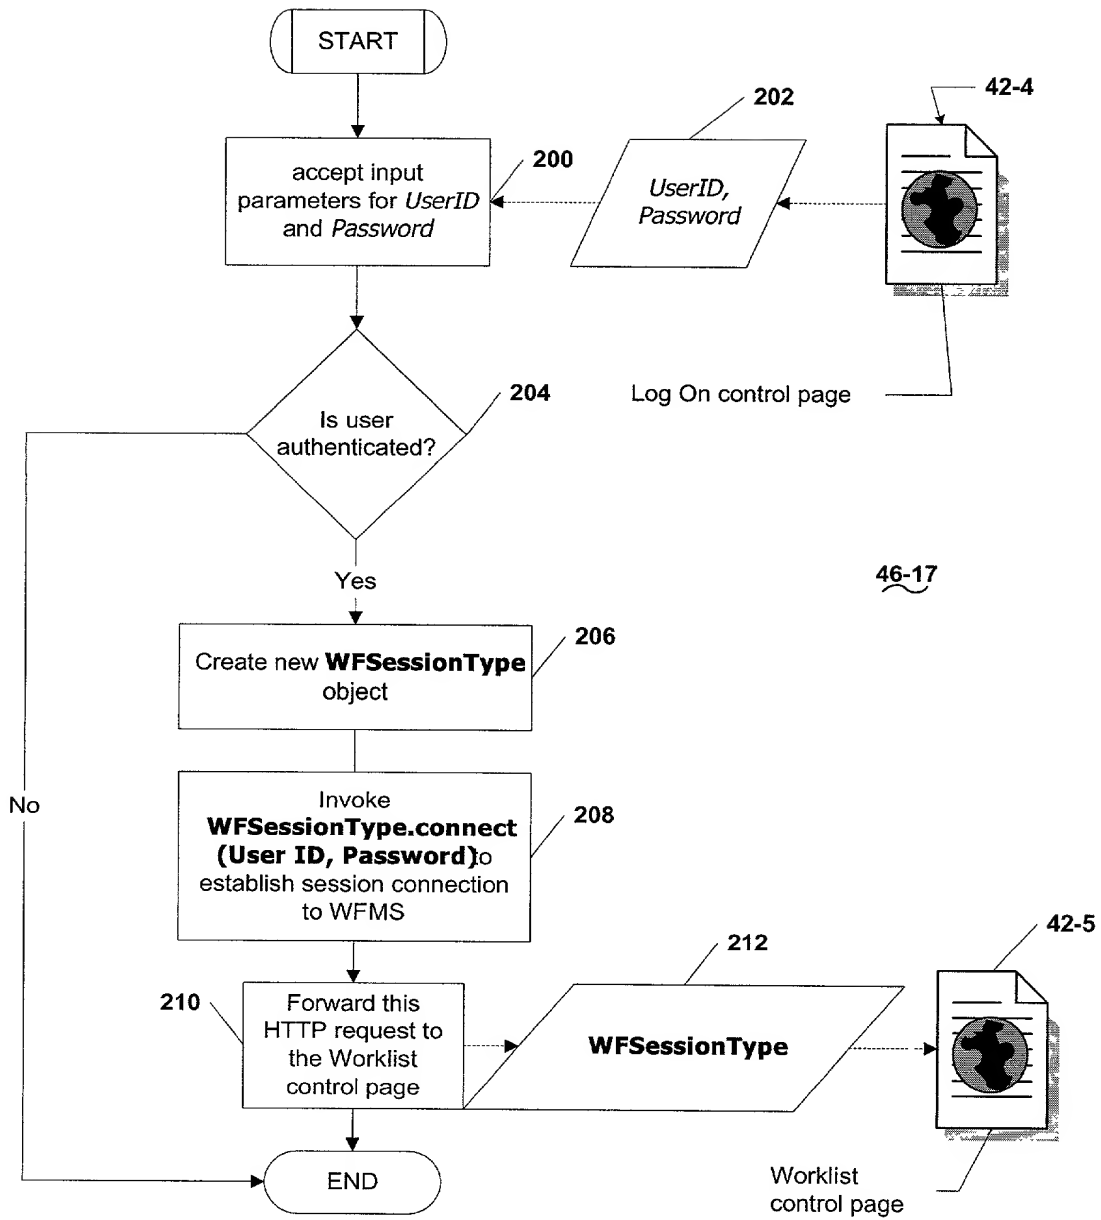 START
42-4
202
accept input
parameters for UserID
and Password
200
UserID,
Password
Log On control page
Is user
authenticated?
204
Yes
46-17
206
Create new WFSessionType
object
No
Invoke
WFSessionType.connect
(User ID, Password)to
establish session connection
to WFMS
208
42-5
212
210
Forward this
HTTP request to
the Worklist
control page
WFSessionType
END
Worklist
control page